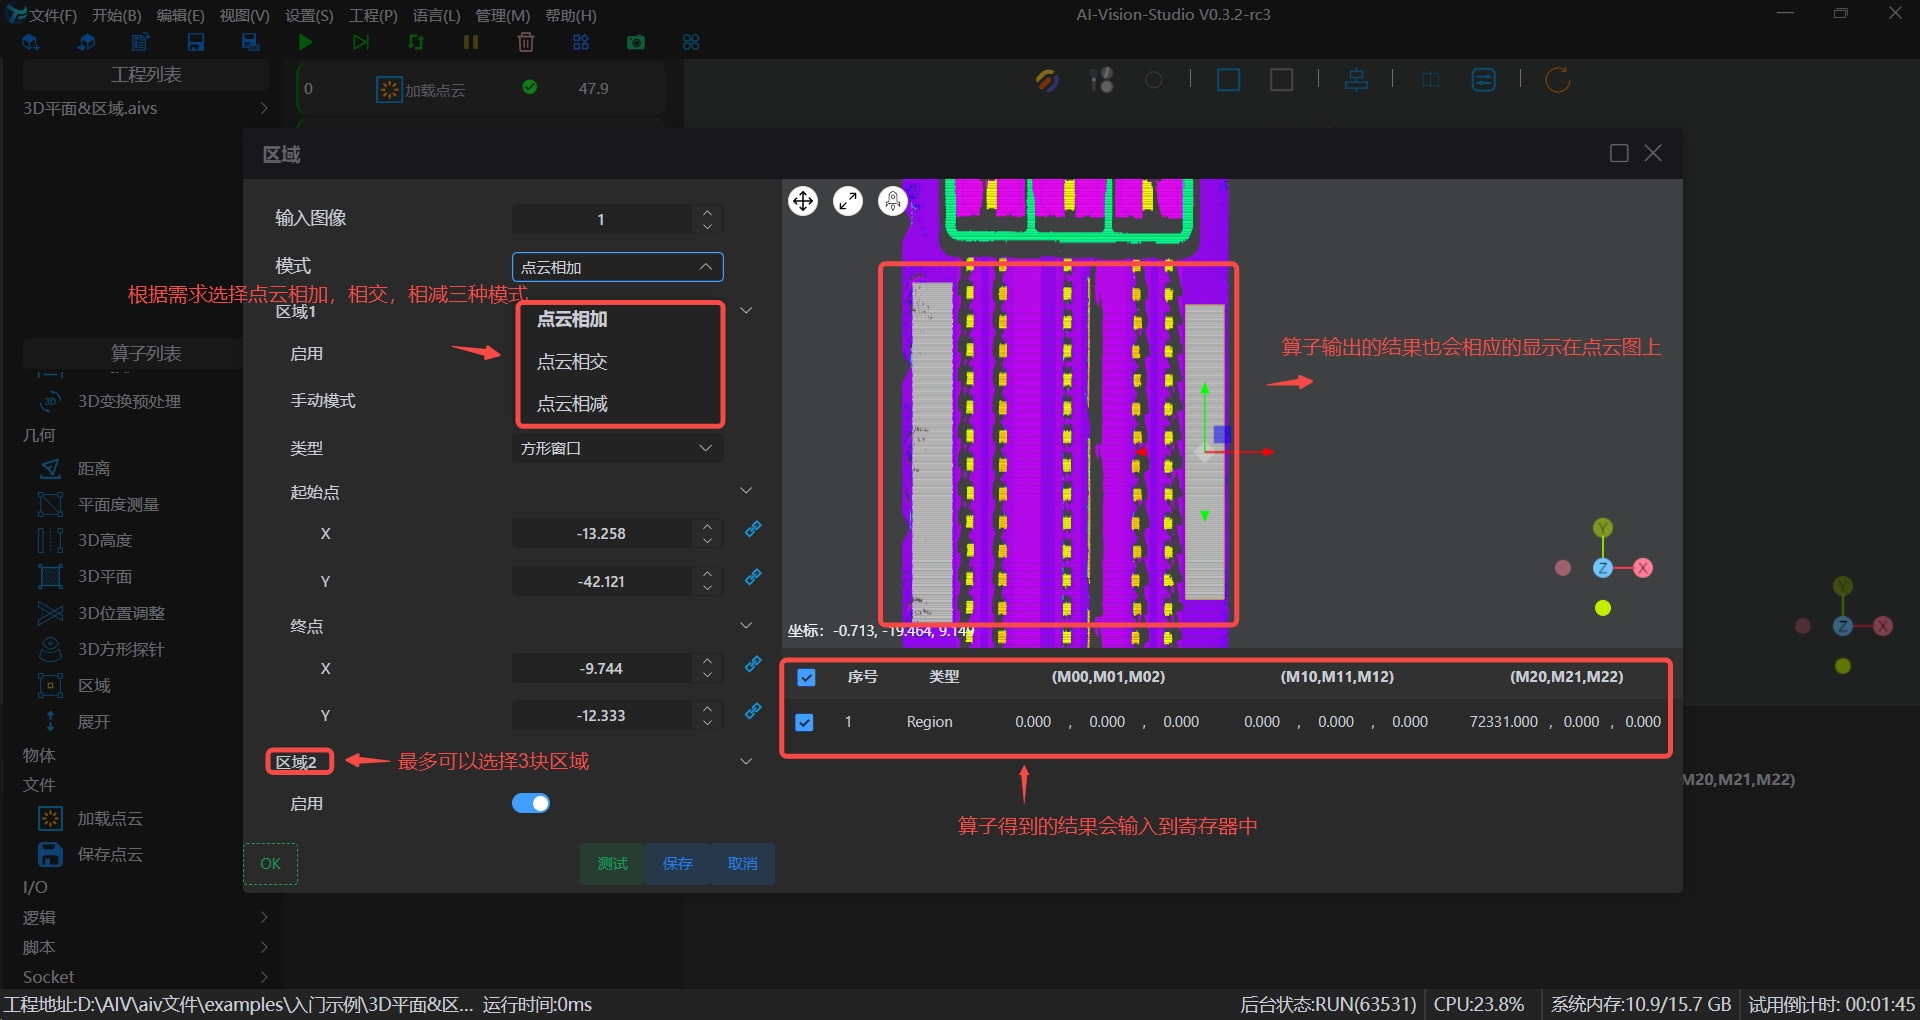 文件(F) 开始(B) 编辑(E) 视图(V) 设置(S) 工程(P) 语言(L) 管理(M) 帮助(H)
AI-Vision-Studio V0.3.2-rc3
工程列表
3D平面&区域.aivs
0 加载点云 47.9
区域
输入图像 1
模式 点云相加
根据需求选择点云相加，相交，相减三种模式
区域1
点云相加
点云相交
点云相减
启用
手动模式
类型 方形窗口
起始点
X -13.258
Y -42.121
终点
X -9.744
Y -12.333
区域2
最多可以选择3块区域
启用
OK
测试 保存 取消
算子输出的结果也会相应的显示在点云图上
Y
Z X
坐标: -0.713, -19.464, 9.149
序号 类型 (M00,M01,M02) (M10,M11,M12) (M20,M21,M22)
1 Region 0.000 , 0.000 , 0.000 0.000 , 0.000 , 0.000 72331.000 , 0.000 , 0.000
算子得到的结果会输入到寄存器中
Y
Z X
M20,M21,M22)
算子列表
3D变换预处理
几何
距离
平面度测量
3D高度
3D平面
3D位置调整
3D方形探针
区域
展开
物体
文件
加载点云
保存点云
I/O
逻辑
脚本
Socket
工程地址:D:\AIV\aiv文件\examples\入门示例\3D平面&区... 运行时间:0ms
后台状态:RUN(63531) CPU:23.8% 系统内存:10.9/15.7 GB 试用倒计时: 00:01:45